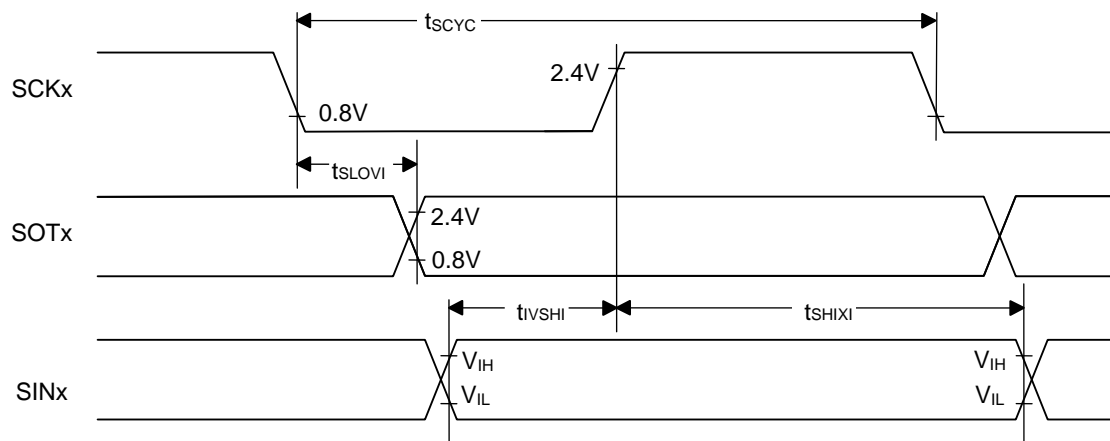 tSCYC
SCKx
2.4V
0.8V
tSLOVI
SOTx
2.4V
0.8V
tIVSHI
tSHIXI
SINx
VIH
VIH
VIL
VIL